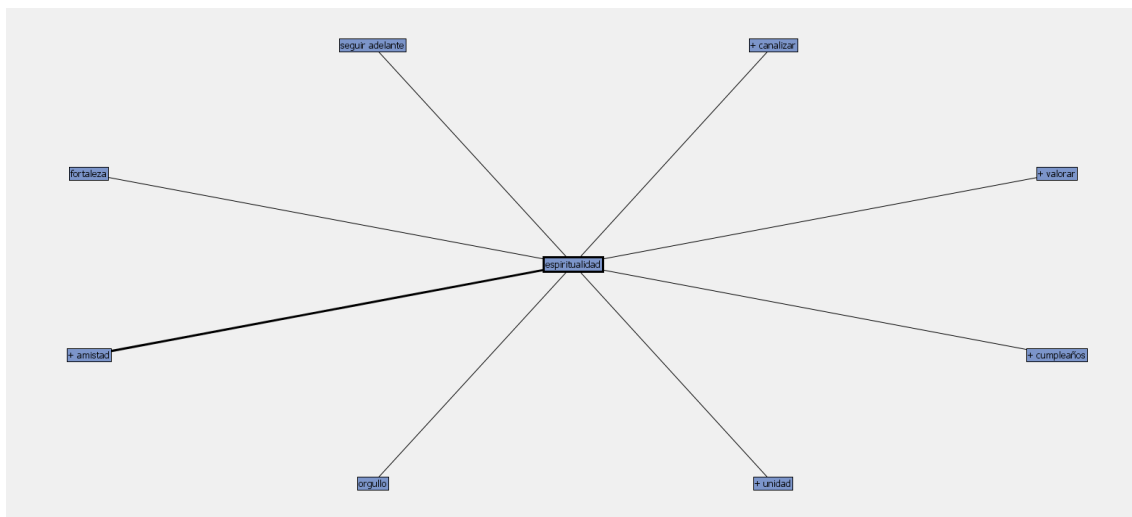 seguir adelante
+ canalizar
fortaleza
+ valorar
espiritualidad
+ amistad
+ cumpleaños
orgullo
+ unidad